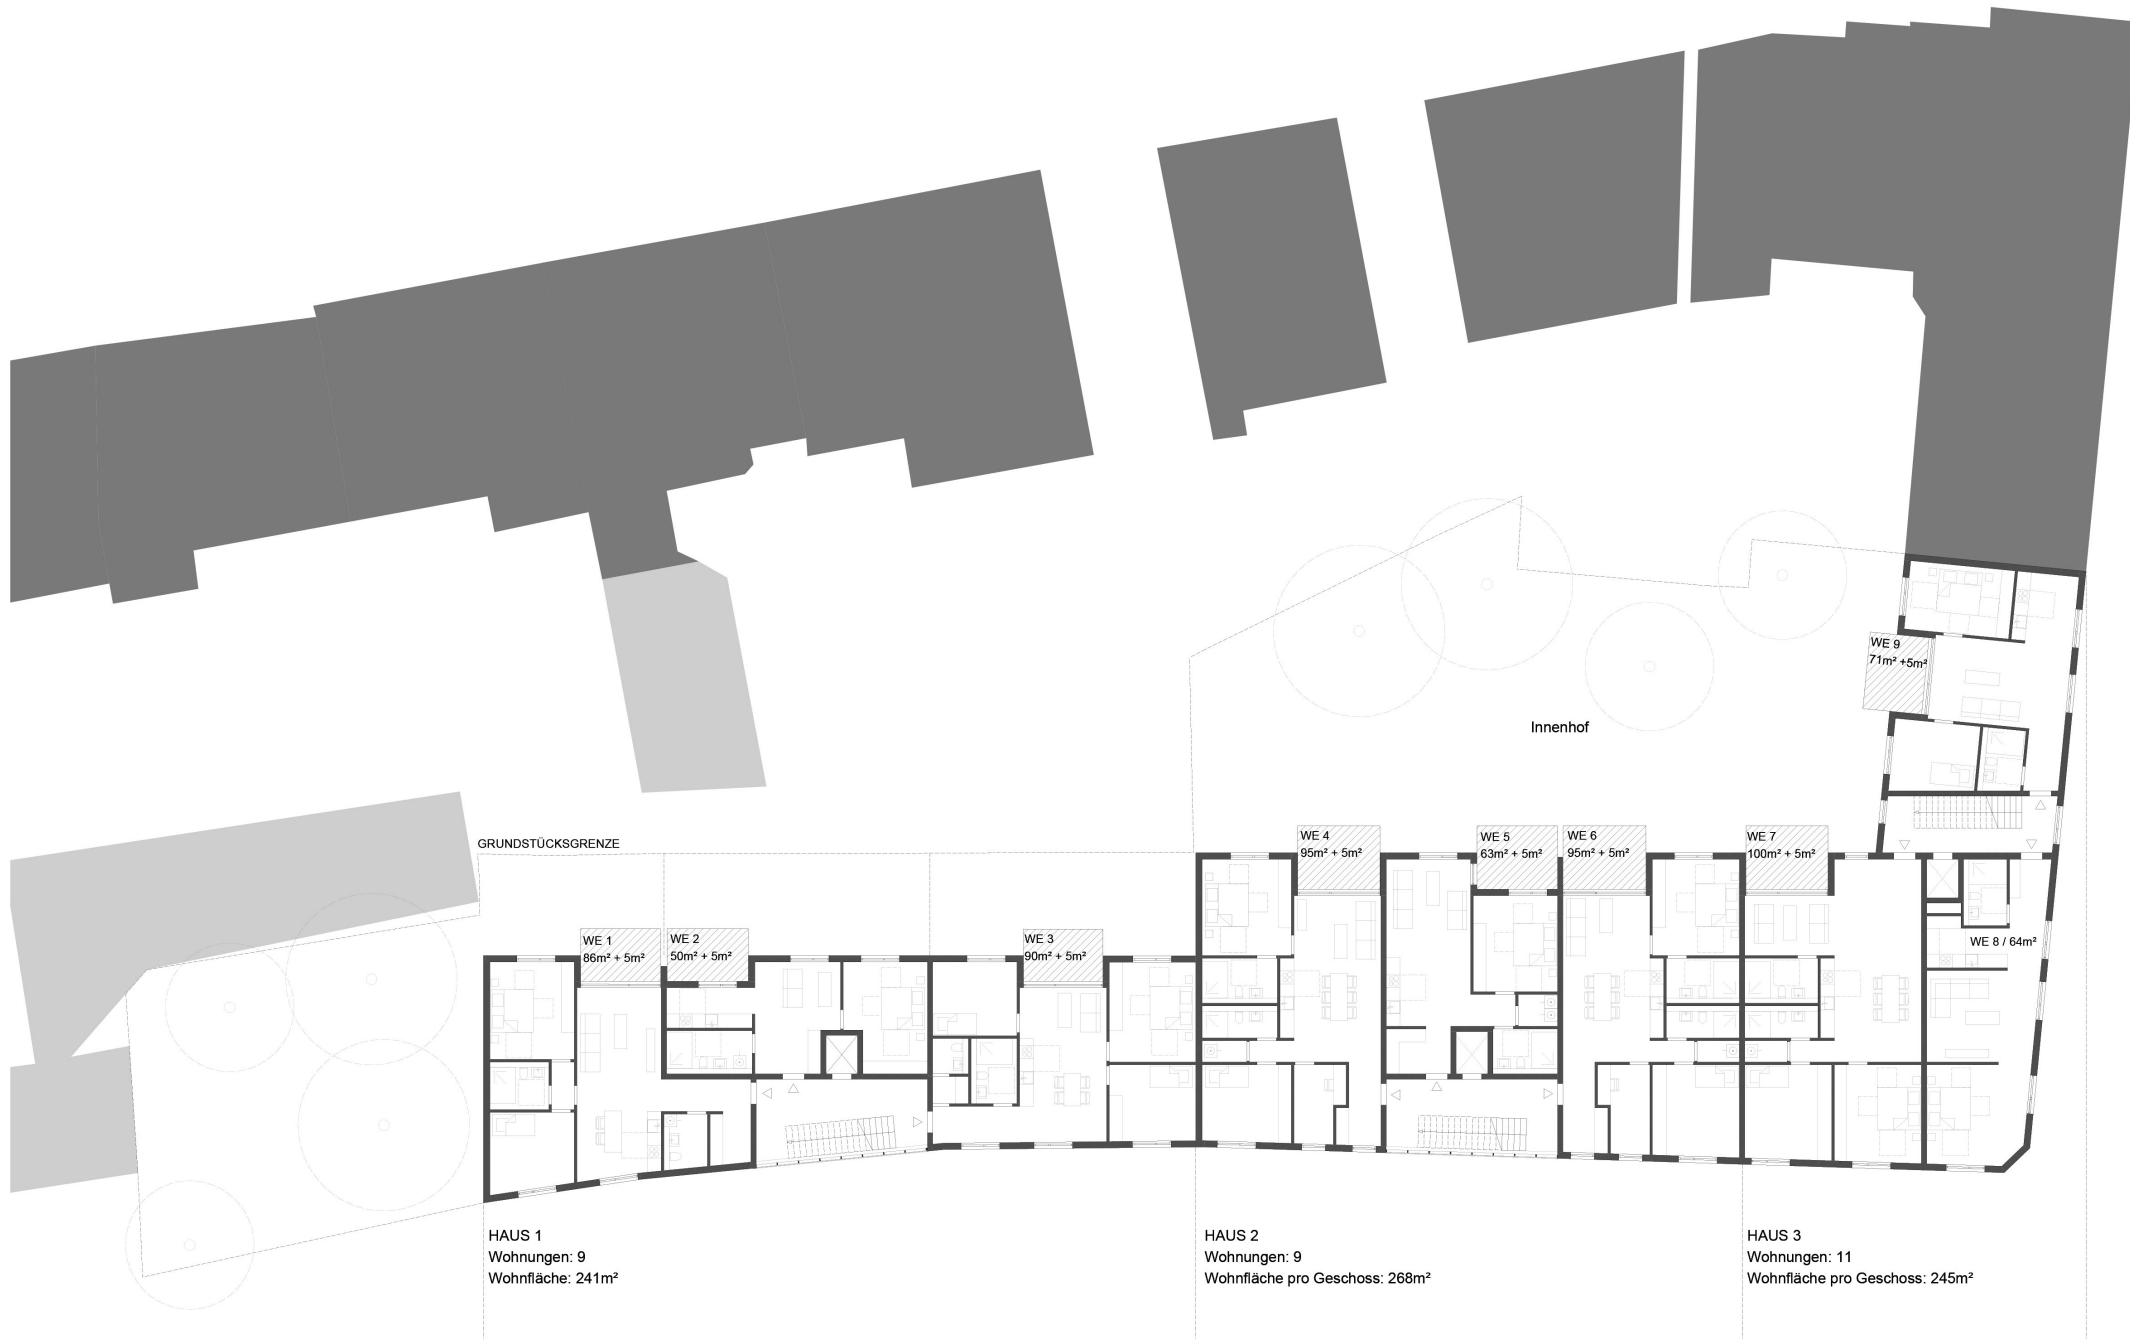 WE 9
71m² +5m²
Innenhof
GRUNDSTÜCKSGRENZE
WE 4
95m² + 5m²
WE 5
63m² + 5m²
WE 6
95m² + 5m²
WE 7
100m² + 5m²
WE 1
86m² + 5m²
WE 2
50m² + 5m²
WE 3
90m² + 5m²
WE 8 / 64m²
HAUS 1
Wohnungen: 9
Wohnfläche: 241m²
HAUS 2
Wohnungen: 9
Wohnfläche pro Geschoss: 268m²
HAUS 3
Wohnungen: 11
Wohnfläche pro Geschoss: 245m²